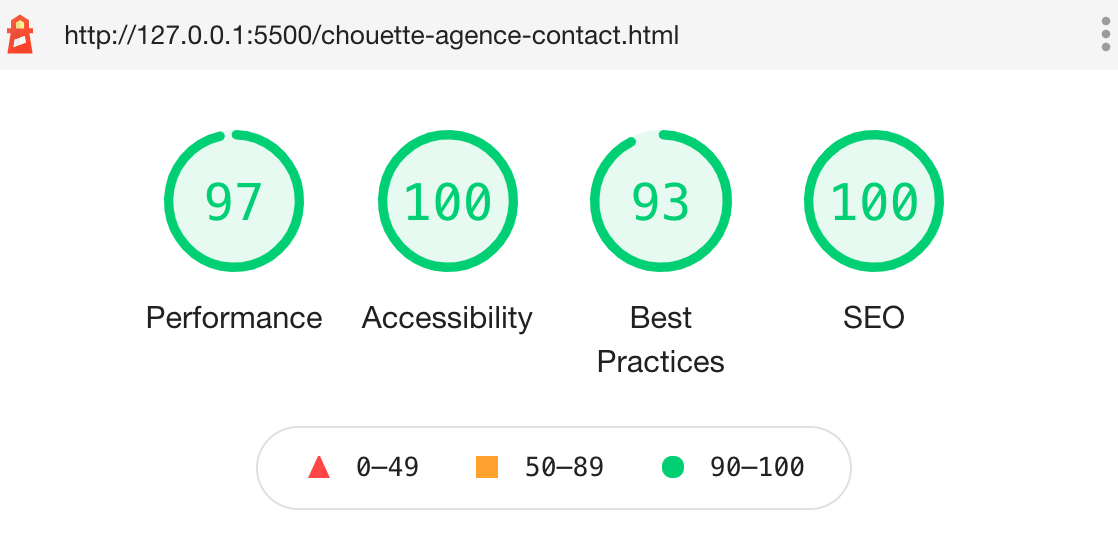 http://127.0.0.1:5500/chouette-agence-contact.html
97 100 93 100
Performance Accessibility Best Practices SEO
0–49 50–89 90–100